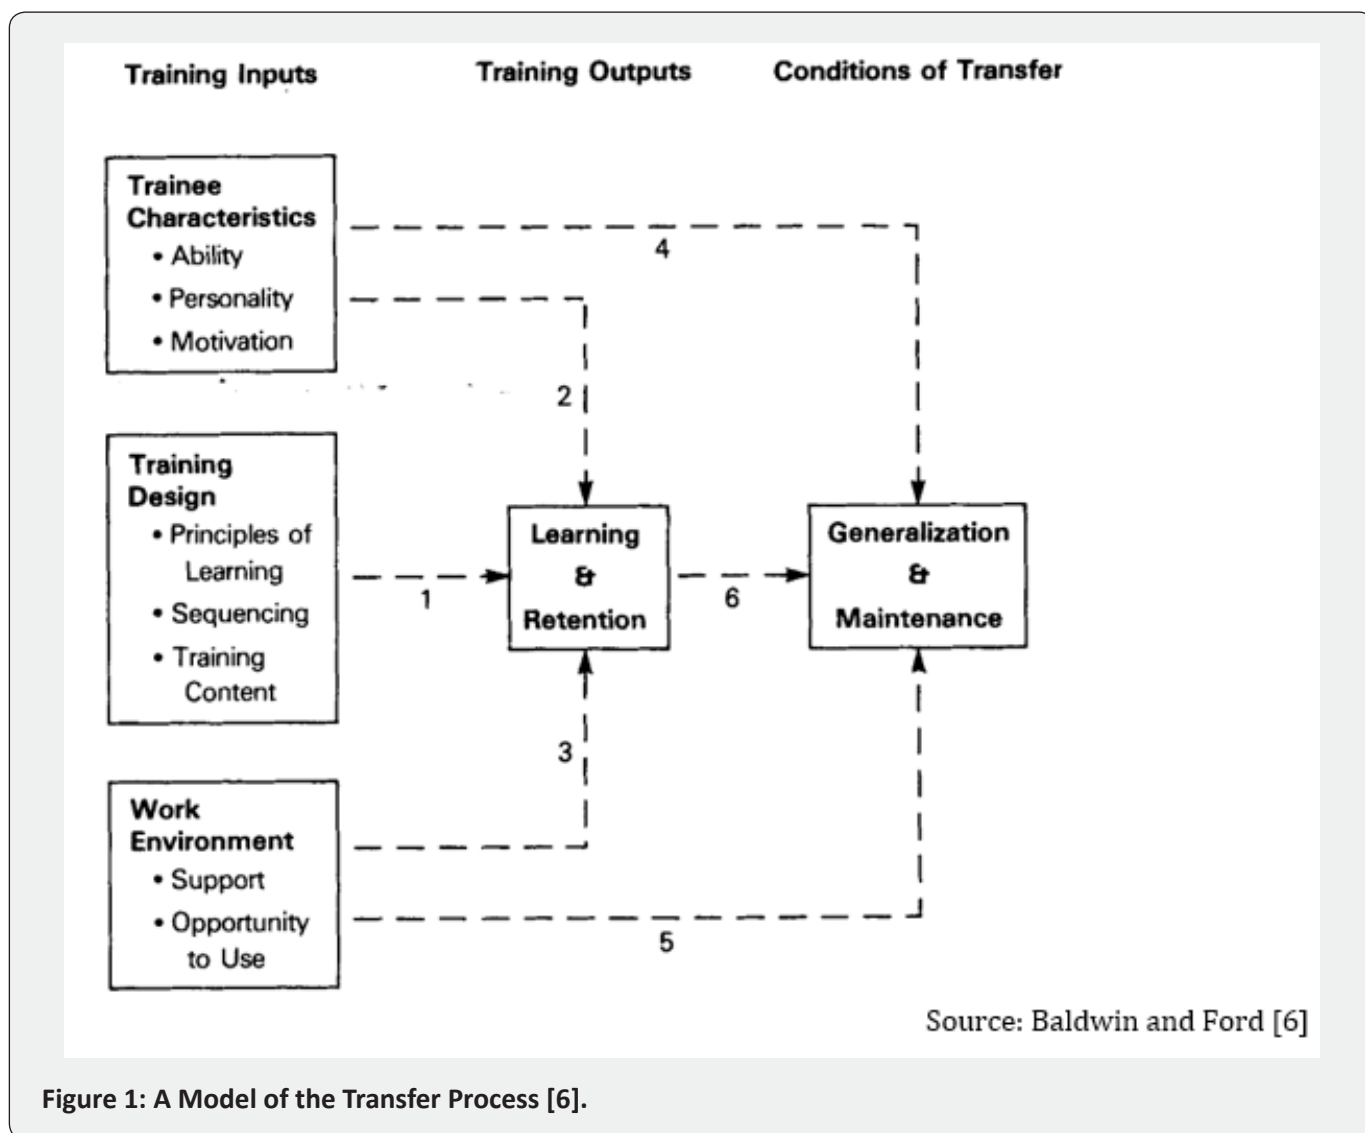 Training Inputs
Training Outputs
Conditions of Transfer
Trainee
Characteristics
• Ability
• Personality
• Motivation
4
2
Training
Design
• Principles of
Learning
• Sequencing
• Training
Content
1
Learning
&
Retention
6
Generalization
&
Maintenance
3
Work
Environment
• Support
• Opportunity
to Use
5
Source: Baldwin and Ford [6]
Figure 1: A Model of the Transfer Process [6].